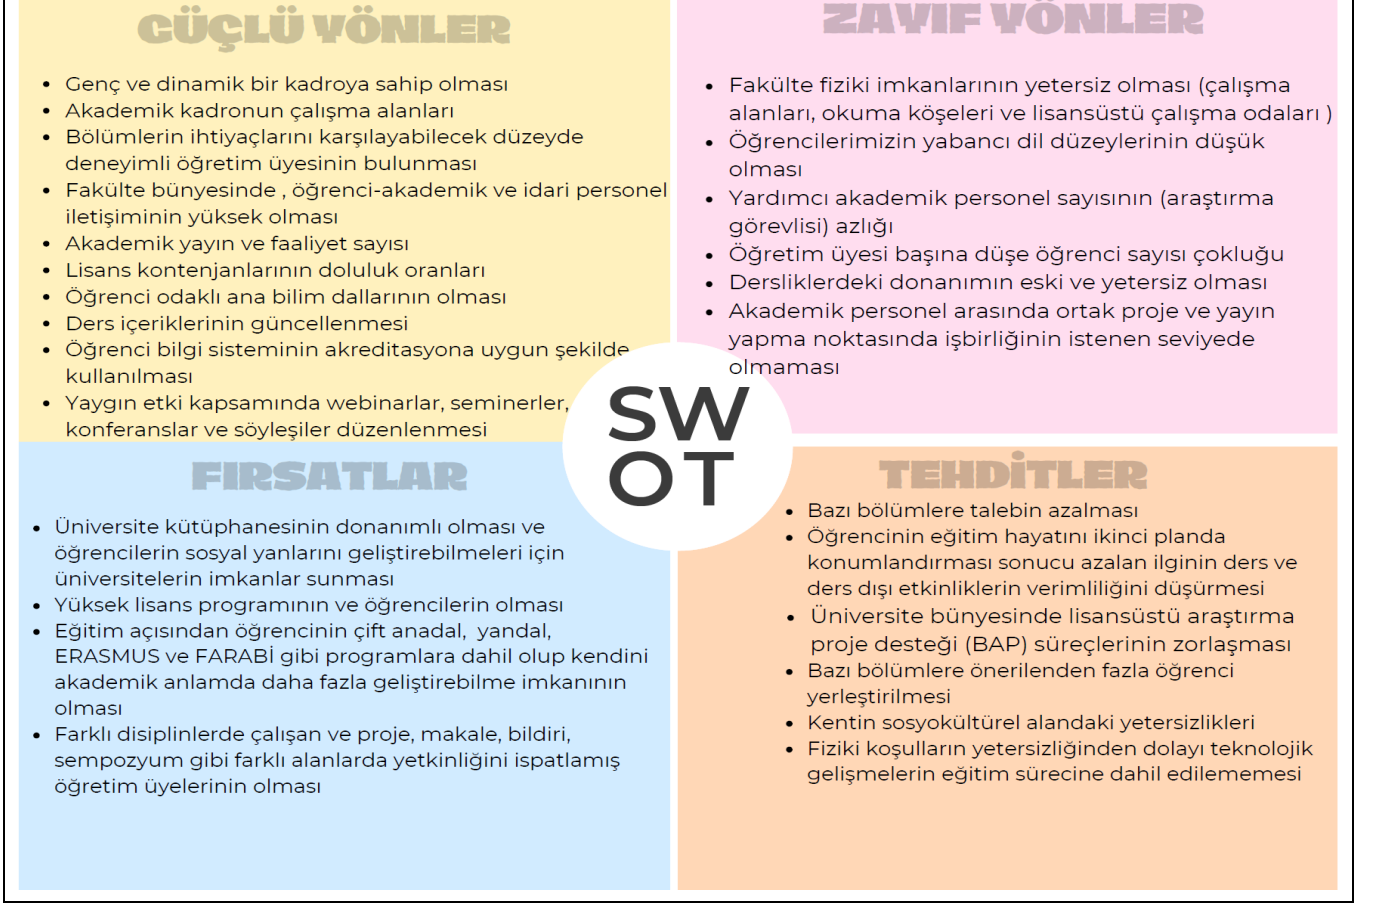 GÜÇLÜ YÖNLER
Genç ve dinamik bir kadroya sahip olması
Akademik kadronun çalışma alanları
Bölümlerin ihtiyaçlarını karşılayabilecek düzeyde
deneyimli öğretim üyesinin bulunması
Fakülte bünyesinde , öğrenci-akademik ve idari personel
iletişiminin yüksek olması
Akademik yayın ve faaliyet sayısı
Lisans kontenjanlarının doluluk oranları
Öğrenci odaklı ana bilim dallarının olması
Ders içeriklerinin güncellenmesi
Öğrenci bilgi sisteminin akreditasyona uygun şekilde
kullanılması
Yaygın etki kapsamında webinarlar, seminerler,
konferanslar ve söyleşiler düzenlenmesi
ZAYIF YÖNLER
Fakülte fiziki imkanlarının yetersiz olması (çalışma
alanları, okuma köşeleri ve lisansüstü çalışma odaları )
Öğrencilerimizin yabancı dil düzeylerinin düşük
olması
Yardımcı akademik personel sayısının (araştırma
görevlisi) azlığı
Öğretim üyesi başına düşe öğrenci sayısı çokluğu
Dersliklerdeki donanımın eski ve yetersiz olması
Akademik personel arasında ortak proje ve yayın
yapma noktasında işbirliğinin istenen seviyede
olmaması
SW
OT
FIRSATLAR
Üniversite kütüphanesinin donanımlı olması ve
öğrencilerin sosyal yanlarını geliştirebilmeleri için
üniversitelerin imkanlar sunması
Yüksek lisans programının ve öğrencilerin olması
Eğitim açısından öğrencinin çift anadal, yandal,
ERASMUS ve FARABİ gibi programlara dahil olup kendini
akademik anlamda daha fazla geliştirebilme imkanının
olması
Farklı disiplinlerde çalışan ve proje, makale, bildiri,
sempozyum gibi farklı alanlarda yetkinliğini ispatlamış
öğretim üyelerinin olması
TEHDİTLER
Bazı bölümlere talebin azalması
Öğrencinin eğitim hayatını ikinci planda
konumlandırması sonucu azalan ilginin ders ve
ders dışı etkinliklerin verimliliğini düşürmesi
Üniversite bünyesinde lisansüstü araştırma
proje desteği (BAP) süreçlerinin zorlaşması
Bazı bölümlere önerilenden fazla öğrenci
yerleştirilmesi
Kentin sosyokültürel alandaki yetersizlikleri
Fiziki koşulların yetersizliğinden dolayı teknolojik
gelişmelerin eğitim sürecine dahil edilememesi